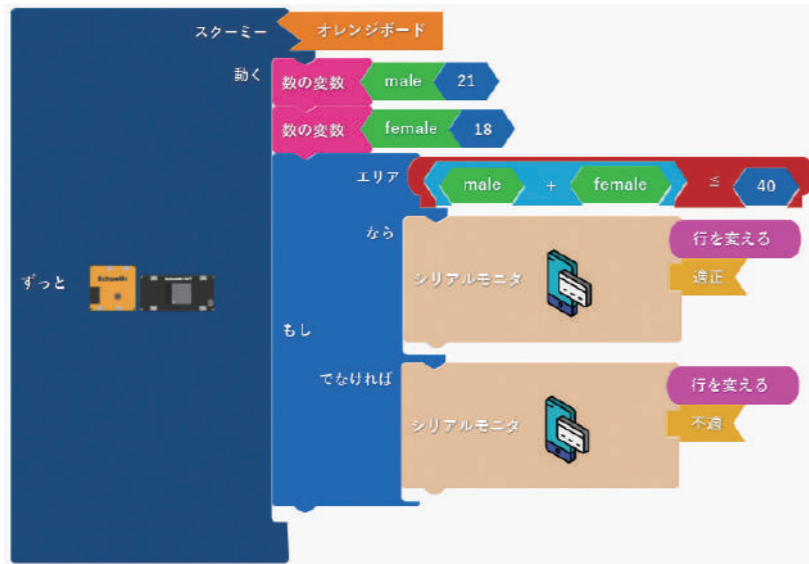 スクーミー オレンジボード
動く 数の変数 male 21
数の変数 female 18
エリア male + female ≤ 40
なら 行を変える
シリアルモニタ 適正
ずっと
もし
でなければ 行を変える
シリアルモニタ 不適